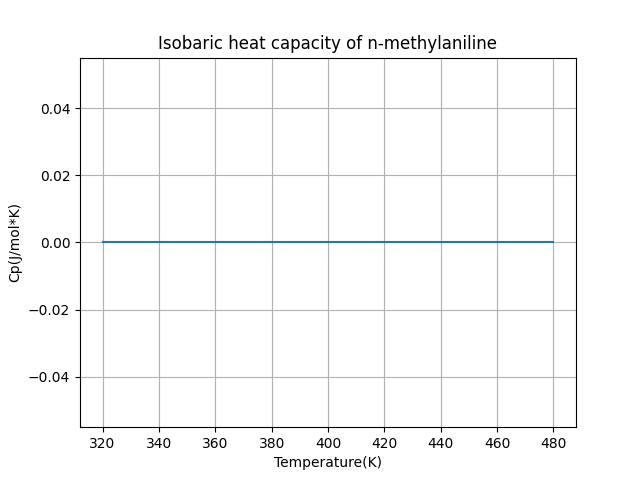 Isobaric heat capacity of n-methylaniline
Cp(J/mol*K)
0.04
0.02
0.00
−0.02
−0.04
320 340 360 380 400 420 440 460 480
Temperature(K)